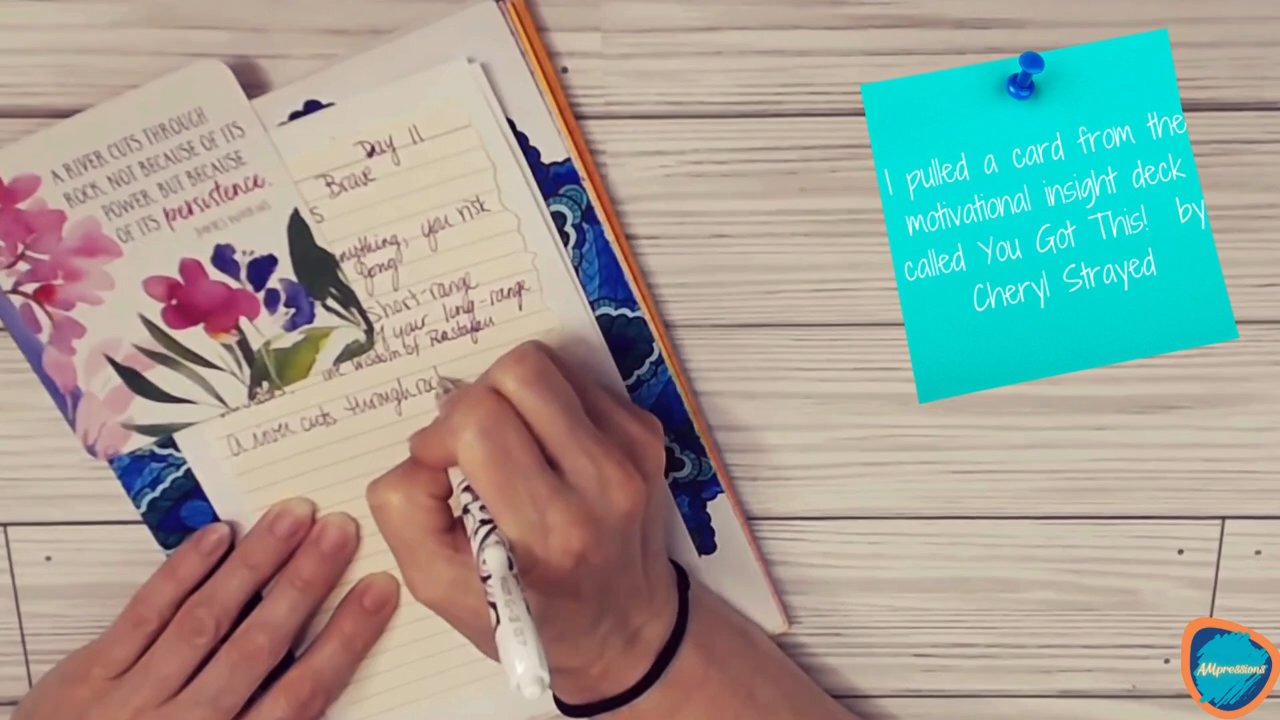 A RIVER CUTS THROUGH
ROCK, NOT BECAUSE OF ITS
POWER, BUT BECAUSE
OF ITS persistence.
Day 11
Brave
s
nything, you risk
short-range
f your long-range
wisdom of
a river cuts through roc
I pulled a card from the
motivational insight deck
called You Got This! by
Cheryl Strayed
AMpressions